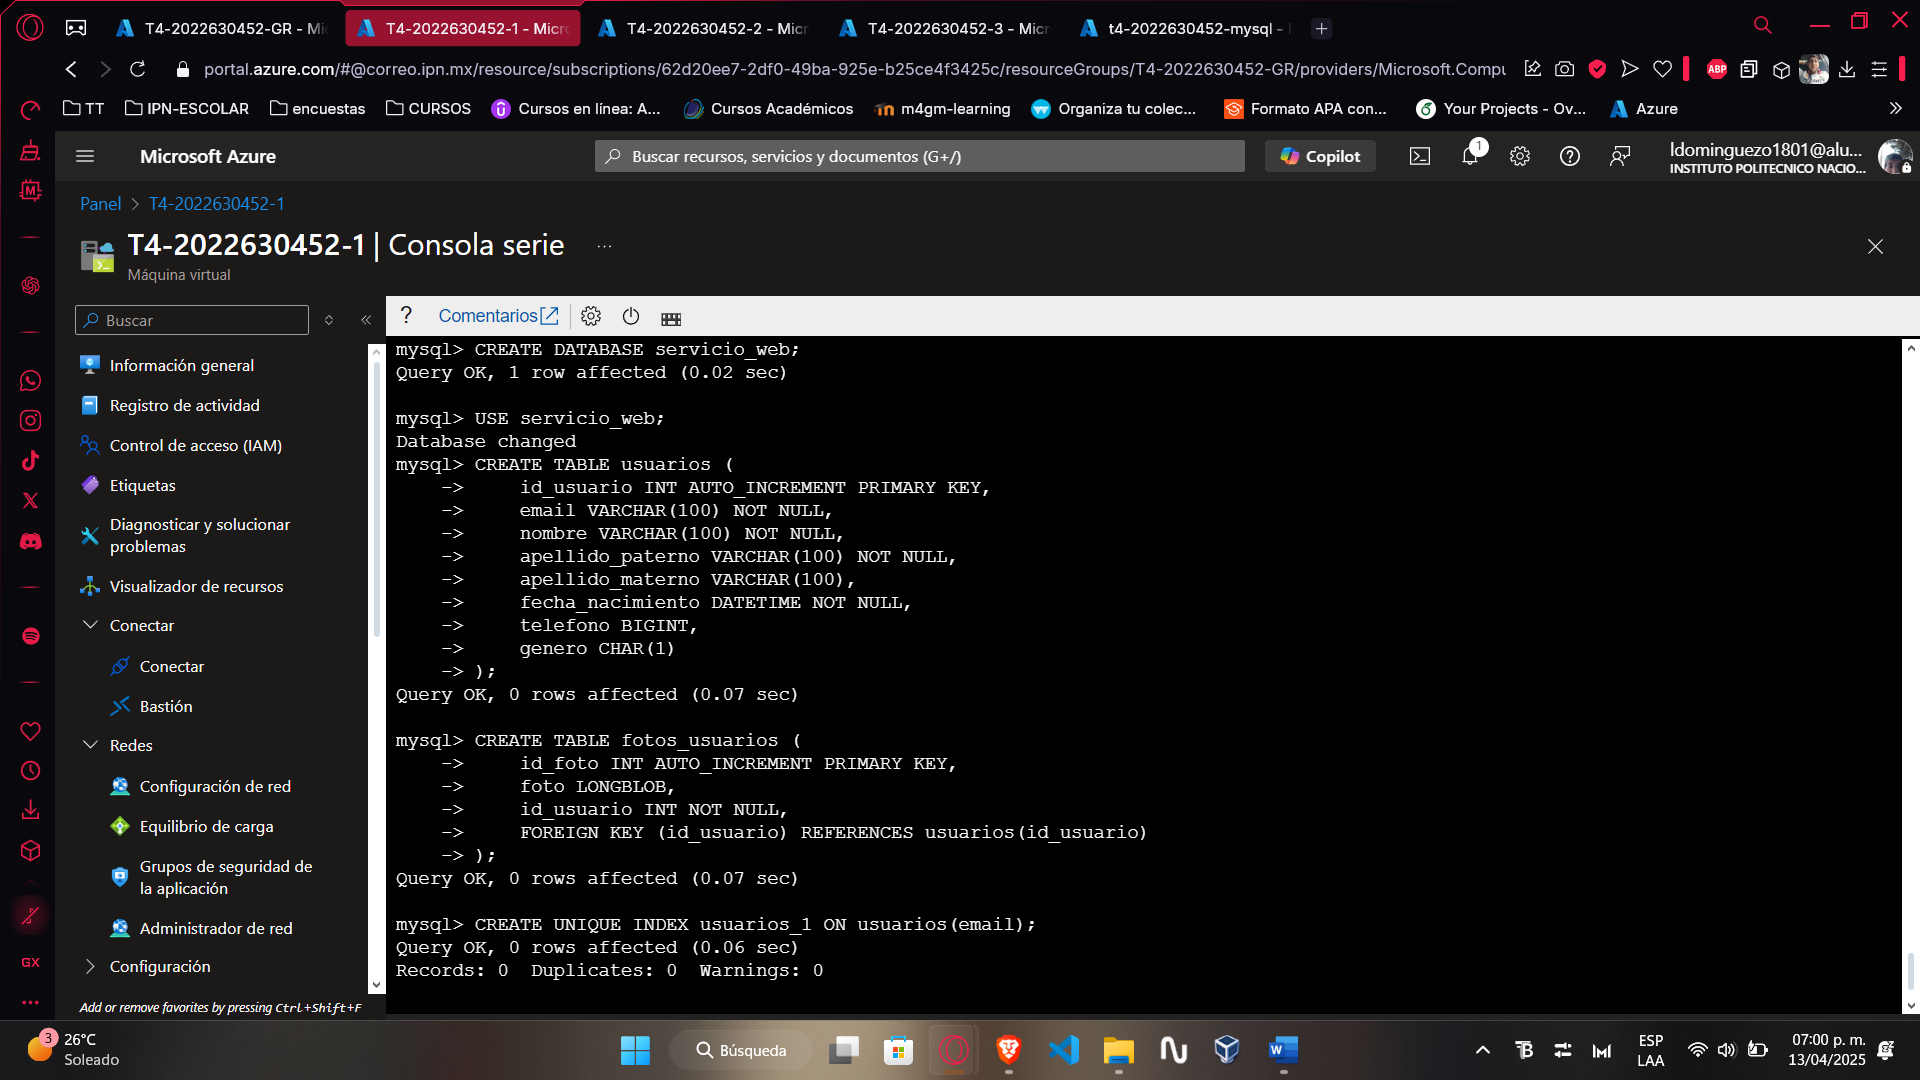 T4-2022630452-GR - Mi
T4-2022630452-1 - Micr
T4-2022630452-2 - Micr
T4-2022630452-3 - Micr
t4-2022630452-mysql -
portal.azure.com/#@correo.ipn.mx/resource/subscriptions/62d20ee7-2df0-49ba-925e-b25ce4f3425c/resourceGroups/T4-2022630452-GR/providers/Microsoft.Compu
ABP
TT
IPN-ESCOLAR
encuestas
CURSOS
Cursos en línea: A...
Cursos Académicos
m4gm-learning
Organiza tu colec...
Formato APA con...
Your Projects - Ov...
Azure
Microsoft Azure
Buscar recursos, servicios y documentos (G+/)
Copilot
1
ldominguezo1801@alu...
INSTITUTO POLITECNICO NACIO...
Panel > T4-2022630452-1
T4-2022630452-1 | Consola serie ...
Máquina virtual
Buscar
? Comentarios
Información general
Registro de actividad
Control de acceso (IAM)
Etiquetas
Diagnosticar y solucionar
problemas
Visualizador de recursos
Conectar
Conectar
Bastión
Redes
Configuración de red
Equilibrio de carga
Grupos de seguridad de
la aplicación
Administrador de red
Configuración
Add or remove favorites by pressing Ctrl+Shift+F
GX
mysql> CREATE DATABASE servicio_web;
Query OK, 1 row affected (0.02 sec)
mysql> USE servicio_web;
Database changed
mysql> CREATE TABLE usuarios (
-> id_usuario INT AUTO_INCREMENT PRIMARY KEY,
-> email VARCHAR(100) NOT NULL,
-> nombre VARCHAR(100) NOT NULL,
-> apellido_paterno VARCHAR(100) NOT NULL,
-> apellido_materno VARCHAR(100),
-> fecha_nacimiento DATETIME NOT NULL,
-> telefono BIGINT,
-> genero CHAR(1)
-> );
Query OK, 0 rows affected (0.07 sec)
mysql> CREATE TABLE fotos_usuarios (
-> id_foto INT AUTO_INCREMENT PRIMARY KEY,
-> foto LONGBLOB,
-> id_usuario INT NOT NULL,
-> FOREIGN KEY (id_usuario) REFERENCES usuarios(id_usuario)
-> );
Query OK, 0 rows affected (0.07 sec)
mysql> CREATE UNIQUE INDEX usuarios_1 ON usuarios(email);
Query OK, 0 rows affected (0.06 sec)
Records: 0 Duplicates: 0 Warnings: 0
3
26°C
Soleado
Búsqueda
ESP
LAA
07:00 p. m.
13/04/2025